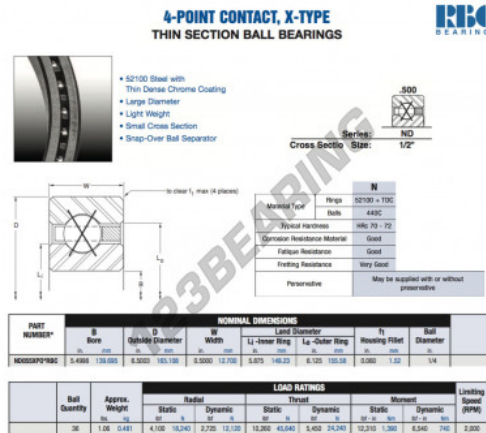 4-POINT CONTACT, X-TYPE
THIN SECTION BALL BEARINGS
RBC
BEARING
• 52100 Steel with
Thin Dense Chrome Coating
• Large Diameter
• Light Weight
• Small Cross Section
• Snap-Over Ball Separator
.500
Series: ND
Cross Sectio Size: 1/2"
W
to clear f1 max (4 places)
D
B
N
Material Type Rings 52100 + TDC
Balls 440C
Typical Hardness HRc 70 - 72
Corrosion Resistance Material Good
Fatigue Resistance Good
Fretting Resistance Very Good
Perservative May be supplied with or without preservative
123BEARING
NOMINAL DIMENSIONS
PART NUMBER* B Bore D Outside Diameter W Width Land Diameter Li -Inner Ring Lo -Outer Ring f1 Housing Fillet Ball Diameter
in. mm in. mm in. mm in. mm in. mm in. mm in.
5.4998 139.695 6.5003 165.108 0.5000 12.700 5.875 149.23 6.125 155.58 0.060 1.52 1/4
LOAD RATINGS
Ball Quantity Approx. Weight Radial Thrust Moment Limiting Speed (RPM)
Static Dynamic Static Dynamic Static Dynamic
lbs. kg lbf N lbf N lbf N lbf N lbf - in Nm lbf - in Nm
36 1.06 0.481 4,100 18,240 2,725 12,120 10,260 45,640 5,450 24,240 12,310 1,390 6,540 740 2,000